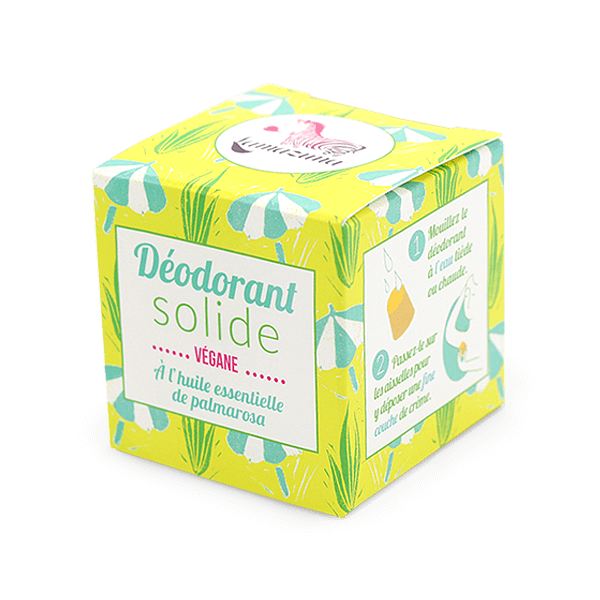 lamazuna
Déodorant
solide
VÉGANE
À l'huile essentielle
de palmarosa
1 Mouillez le
déodorant
à l'eau tiède
ou chaude.
2 Passez-le sur
les aisselles pour
y déposer une fine
couche de crème.